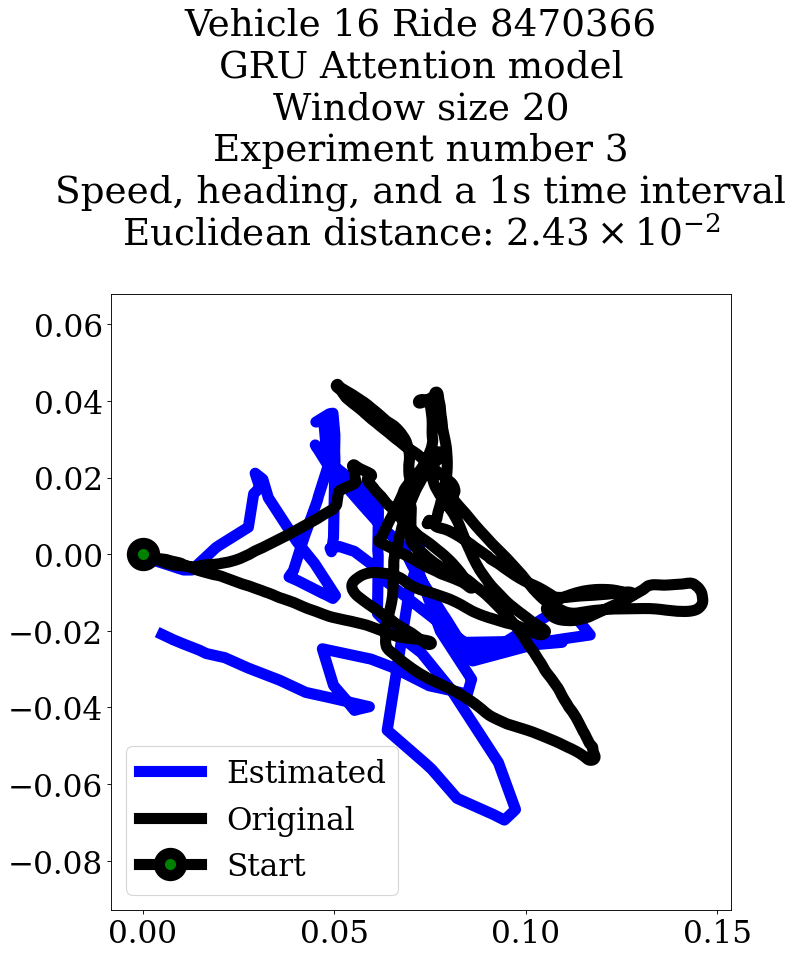 Vehicle 16 Ride 8470366
GRU Attention model
Window size 20
Experiment number 3
Speed, heading, and a 1s time interval
Euclidean distance: 2.43 × 10⁻²
0.06
0.04
0.02
0.00
−0.02
−0.04
−0.06
−0.08
Estimated
Original
Start
0.00 0.05 0.10 0.15